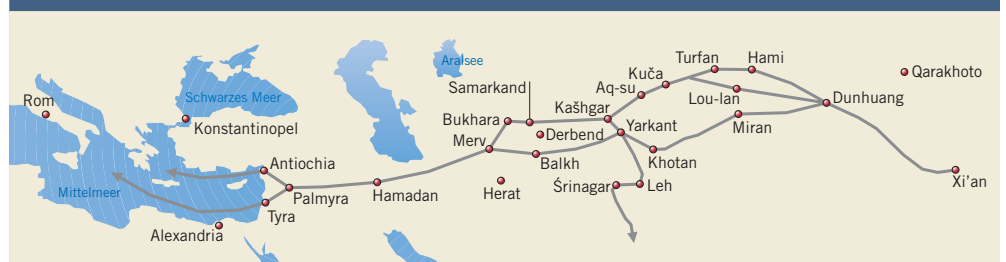 Rom
Schwarzes Meer
Konstantinopel
Mittelmeer
Antiochia
Palmyra
Tyra
Alexandria
Hamadan
Aralsee
Samarkand
Bukhara
Merv
Derbend
Balkh
Herat
Kašhgar
Aq-su
Kuča
Turfan
Hami
Lou-lan
Yarkant
Miran
Khotan
Śrinagar
Leh
Dunhuang
Qarakhoto
Xi'an